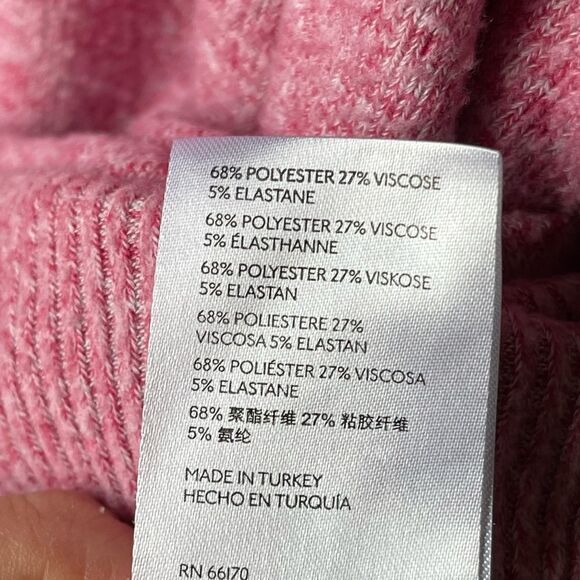 68% POLYESTER 27% VISCOSE
5% ELASTANE
68% POLYESTER 27% VISCOSE
5% ÉLASTHANNE
68% POLYESTER 27% VISKOSE
5% ELASTAN
68% POLIESTERE 27%
VISCOSA 5% ELASTAN
68% POLIÉSTER 27% VISCOSA
5% ELASTANE
68% 聚酯纤维 27% 粘胶纤维
5% 氨纶
MADE IN TURKEY
HECHO EN TURQUÍA
RN 66170